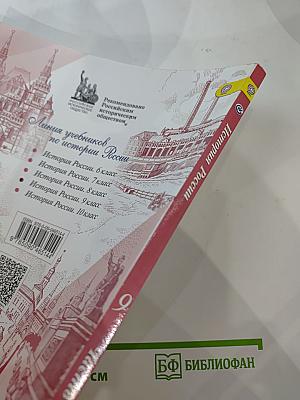 Рекомендовано
Российским
историческим
обществом
Линия учебников
по истории России
История России. 6 класс
История России. 7 класс
История России. 8 класс
История России. 9 класс
История России. 10 класс
История России
9
СМ
БФ БИБЛИОФАН